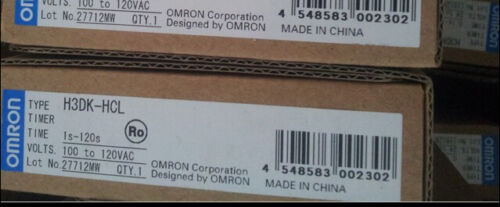 VOLTS. 100 to 120VAC
Lot No. 27712MW QTY.1
OMRON Corporation
Designed by OMRON
4 548583 002302
MADE IN CHINA
OMRON
TYPE H3DK-HCL
TIMER
TIME 1s-120s
Ro
VOLTS. 100 to 120VAC
Lot No. 27712MW QTY.1
OMRON Corporation
Designed by OMRON
4 548583 002302
MADE IN CHINA